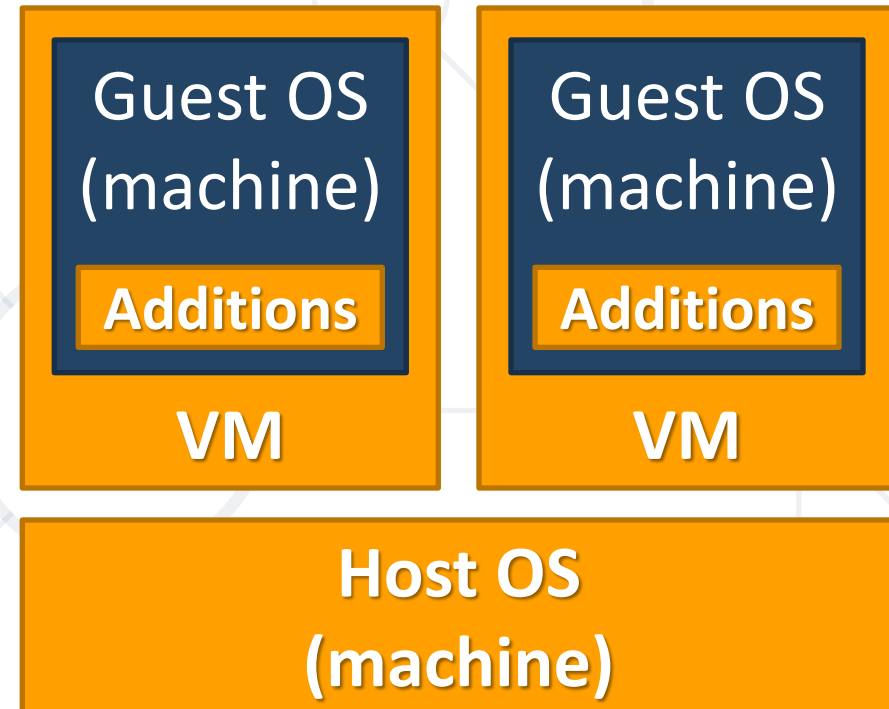 Guest OS
(machine)
Additions
VM
Guest OS
(machine)
Additions
VM
Host OS
(machine)